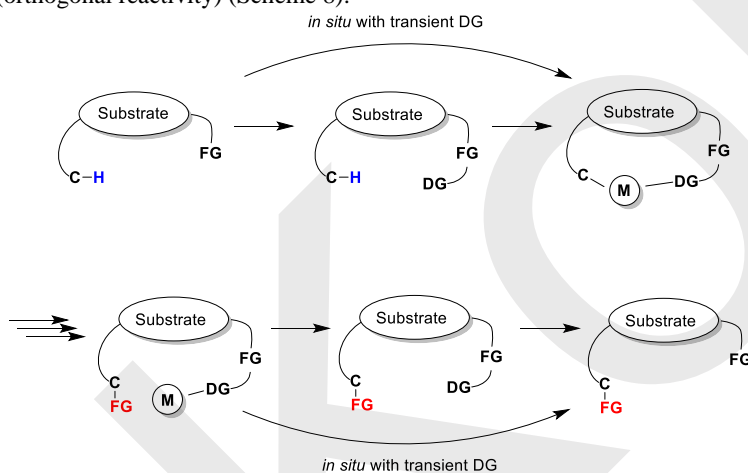 (orthogonal reactivity) (Scheme 8).
in situ with transient DG
Substrate Substrate Substrate
FG FG FG
C–H C–H DG C M DG
Substrate Substrate Substrate
FG FG FG
C M DG C DG C
FG FG FG
in situ with transient DG